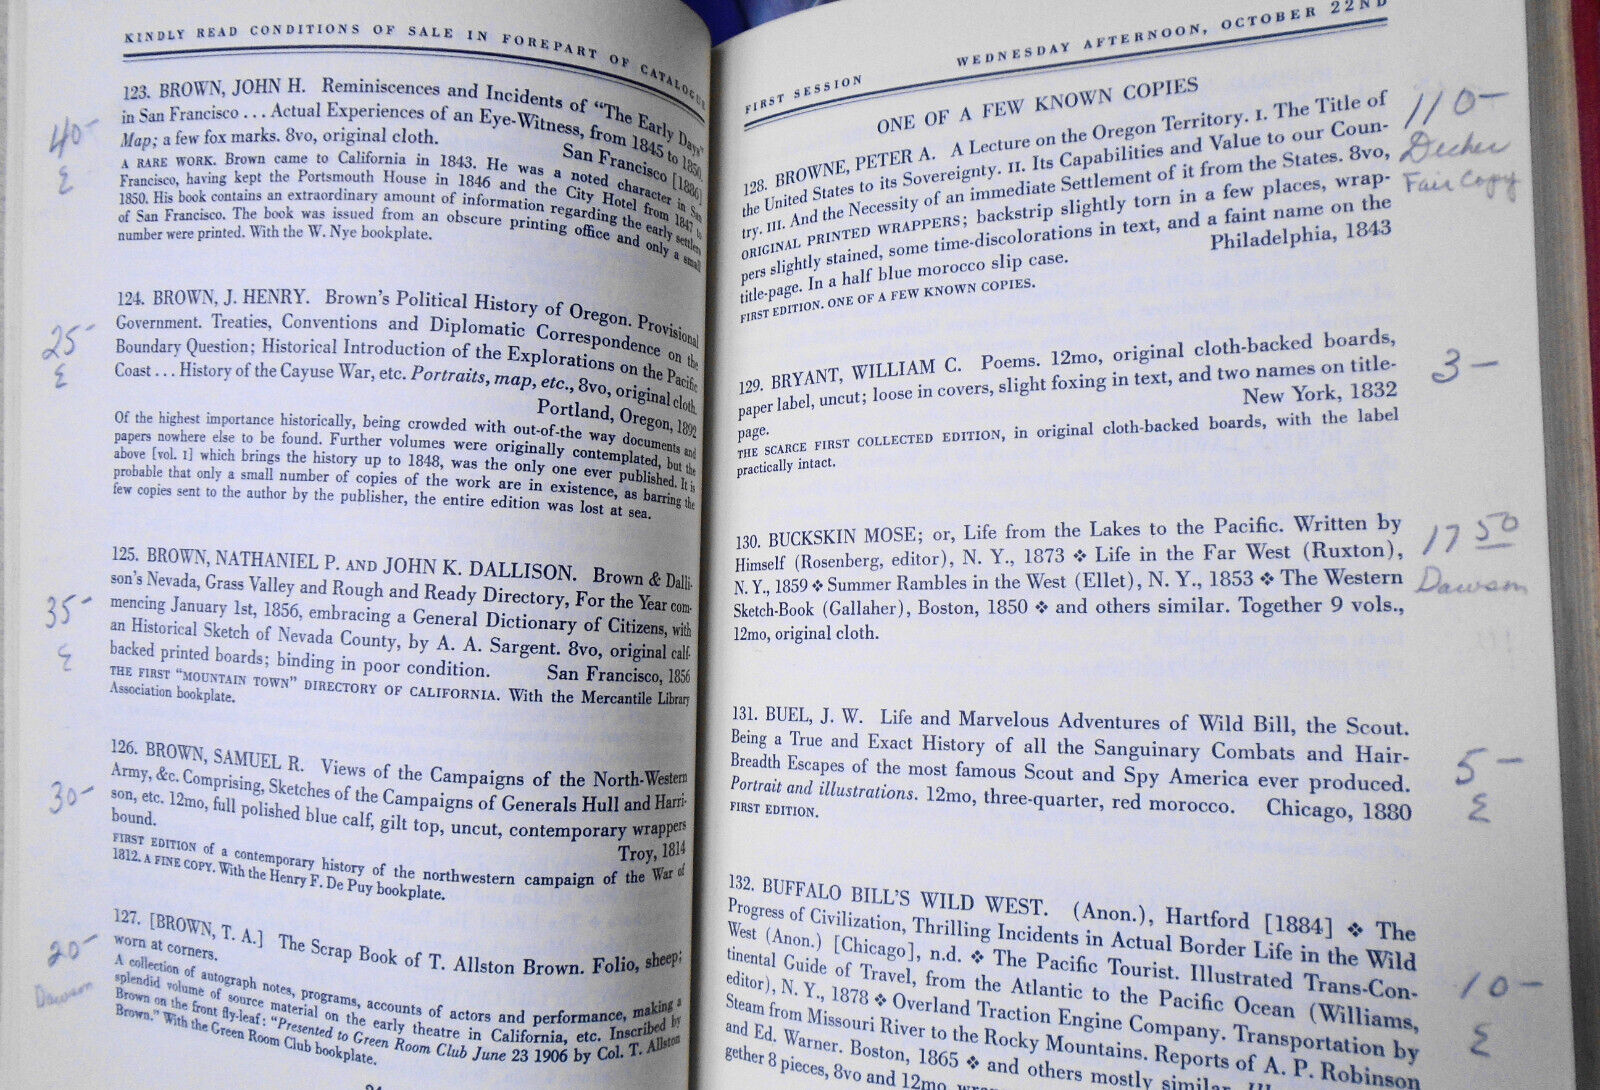 KINDLY READ CONDITIONS OF SALE IN FOREPART OF CATALOGUE
123. BROWN, JOHN H. Reminiscences and Incidents of "The Early Days"
in San Francisco . . . Actual Experiences of an Eye-Witness, from 1845 to 1850.
Map; a few fox marks. 8vo, original cloth.
San Francisco [1886]
40-
A RARE WORK. Brown came to California in 1843. He was a noted character in San
Francisco, having kept the Portsmouth House in 1846 and the City Hotel from 1847 to
1850. His book contains an extraordinary amount of information regarding the early settlers
of San Francisco. The book was issued from an obscure printing office and only a small
number were printed. With the W. Nye bookplate.
124. BROWN, J. HENRY. Brown's Political History of Oregon. Provisional
Government. Treaties, Conventions and Diplomatic Correspondence on the
Boundary Question; Historical Introduction of the Explorations on the Pacific
Coast . . . History of the Cayuse War, etc. Portraits, map, etc., 8vo, original cloth.
Portland, Oregon, 1892
25-
Of the highest importance historically, being crowded with out-of-the way documents and
papers nowhere else to be found. Further volumes were originally contemplated, but the
above [vol. I] which brings the history up to 1848, was the only one ever published. It is
probable that only a small number of copies of the work are in existence, as barring the
few copies sent to the author by the publisher, the entire edition was lost at sea.
125. BROWN, NATHANIEL P. AND JOHN K. DALLISON. Brown & Dalli-
son's Nevada, Grass Valley and Rough and Ready Directory, For the Year com-
mencing January 1st, 1856, embracing a General Dictionary of Citizens, with
an Historical Sketch of Nevada County, by A. A. Sargent. 8vo, original calf-
backed printed boards; binding in poor condition. San Francisco, 1856
35-
THE FIRST "MOUNTAIN TOWN" DIRECTORY OF CALIFORNIA. With the Mercantile Library
Association bookplate.
126. BROWN, SAMUEL R. Views of the Campaigns of the North-Western
Army, &c. Comprising, Sketches of the Campaigns of Generals Hull and Harri-
son, etc. 12mo, full polished blue calf, gilt top, uncut, contemporary wrappers
bound.
Troy, 1814
30-
FIRST EDITION of a contemporary history of the northwestern campaign of the War of
1812. A FINE COPY. With the Henry F. De Puy bookplate.
127. [BROWN, T. A.] The Scrap Book of T. Allston Brown. Folio, sheep;
worn at corners.
20-
Dawson
A collection of autograph notes, programs, accounts of actors and performance, making a
splendid volume of source material on the early theatre in California, etc. Inscribed by
Brown on the front fly-leaf: "Presented to Green Room Club June 23 1906 by Col. T. Allston
Brown." With the Green Room Club bookplate.
FIRST SESSION WEDNESDAY AFTERNOON, OCTOBER 22ND
ONE OF A FEW KNOWN COPIES
128. BROWNE, PETER A. A Lecture on the Oregon Territory. I. The Title of
the United States to its Sovereignty. II. Its Capabilities and Value to our Coun-
try. III. And the Necessity of an immediate Settlement of it from the States. 8vo,
ORIGINAL PRINTED WRAPPERS; backstrip slightly torn in a few places, wrap-
pers slightly stained, some time-discolorations in text, and a faint name on the
title-page. In a half blue morocco slip case.
Philadelphia, 1843
FIRST EDITION. ONE OF A FEW KNOWN COPIES.
110-
Decker
Fair Copy
129. BRYANT, WILLIAM C. Poems. 12mo, original cloth-backed boards,
paper label, uncut; loose in covers, slight foxing in text, and two names on title-
page.
New York, 1832
3-
THE SCARCE FIRST COLLECTED EDITION, in original cloth-backed boards, with the label
practically intact.
130. BUCKSKIN MOSE; or, Life from the Lakes to the Pacific. Written by
Himself (Rosenberg, editor), N. Y., 1873 ❖ Life in the Far West (Ruxton),
N. Y., 1859 ❖ Summer Rambles in the West (Ellet), N. Y., 1853 ❖ The Western
Sketch-Book (Gallaher), Boston, 1850 ❖ and others similar. Together 9 vols.,
12mo, original cloth.
17 50
Dawson
131. BUEL, J. W. Life and Marvelous Adventures of Wild Bill, the Scout.
Being a True and Exact History of all the Sanguinary Combats and Hair-
Breadth Escapes of the most famous Scout and Spy America ever produced.
Portrait and illustrations. 12mo, three-quarter, red morocco. Chicago, 1880
FIRST EDITION.
5-
132. BUFFALO BILL'S WILD WEST. (Anon.), Hartford [1884] ❖ The
Progress of Civilization, Thrilling Incidents in Actual Border Life in the Wild
West (Anon.) [Chicago], n.d. ❖ The Pacific Tourist. Illustrated Trans-Con-
tinental Guide of Travel, from the Atlantic to the Pacific Ocean (Williams,
editor), N. Y., 1878 ❖ Overland Traction Engine Company. Transportation by
Steam from Missouri River to the Rocky Mountains. Reports of A. P. Robinson
and Ed. Warner. Boston, 1865 ❖ and others mostly similar.
gether 8 pieces, 8vo and 12mo,
10-